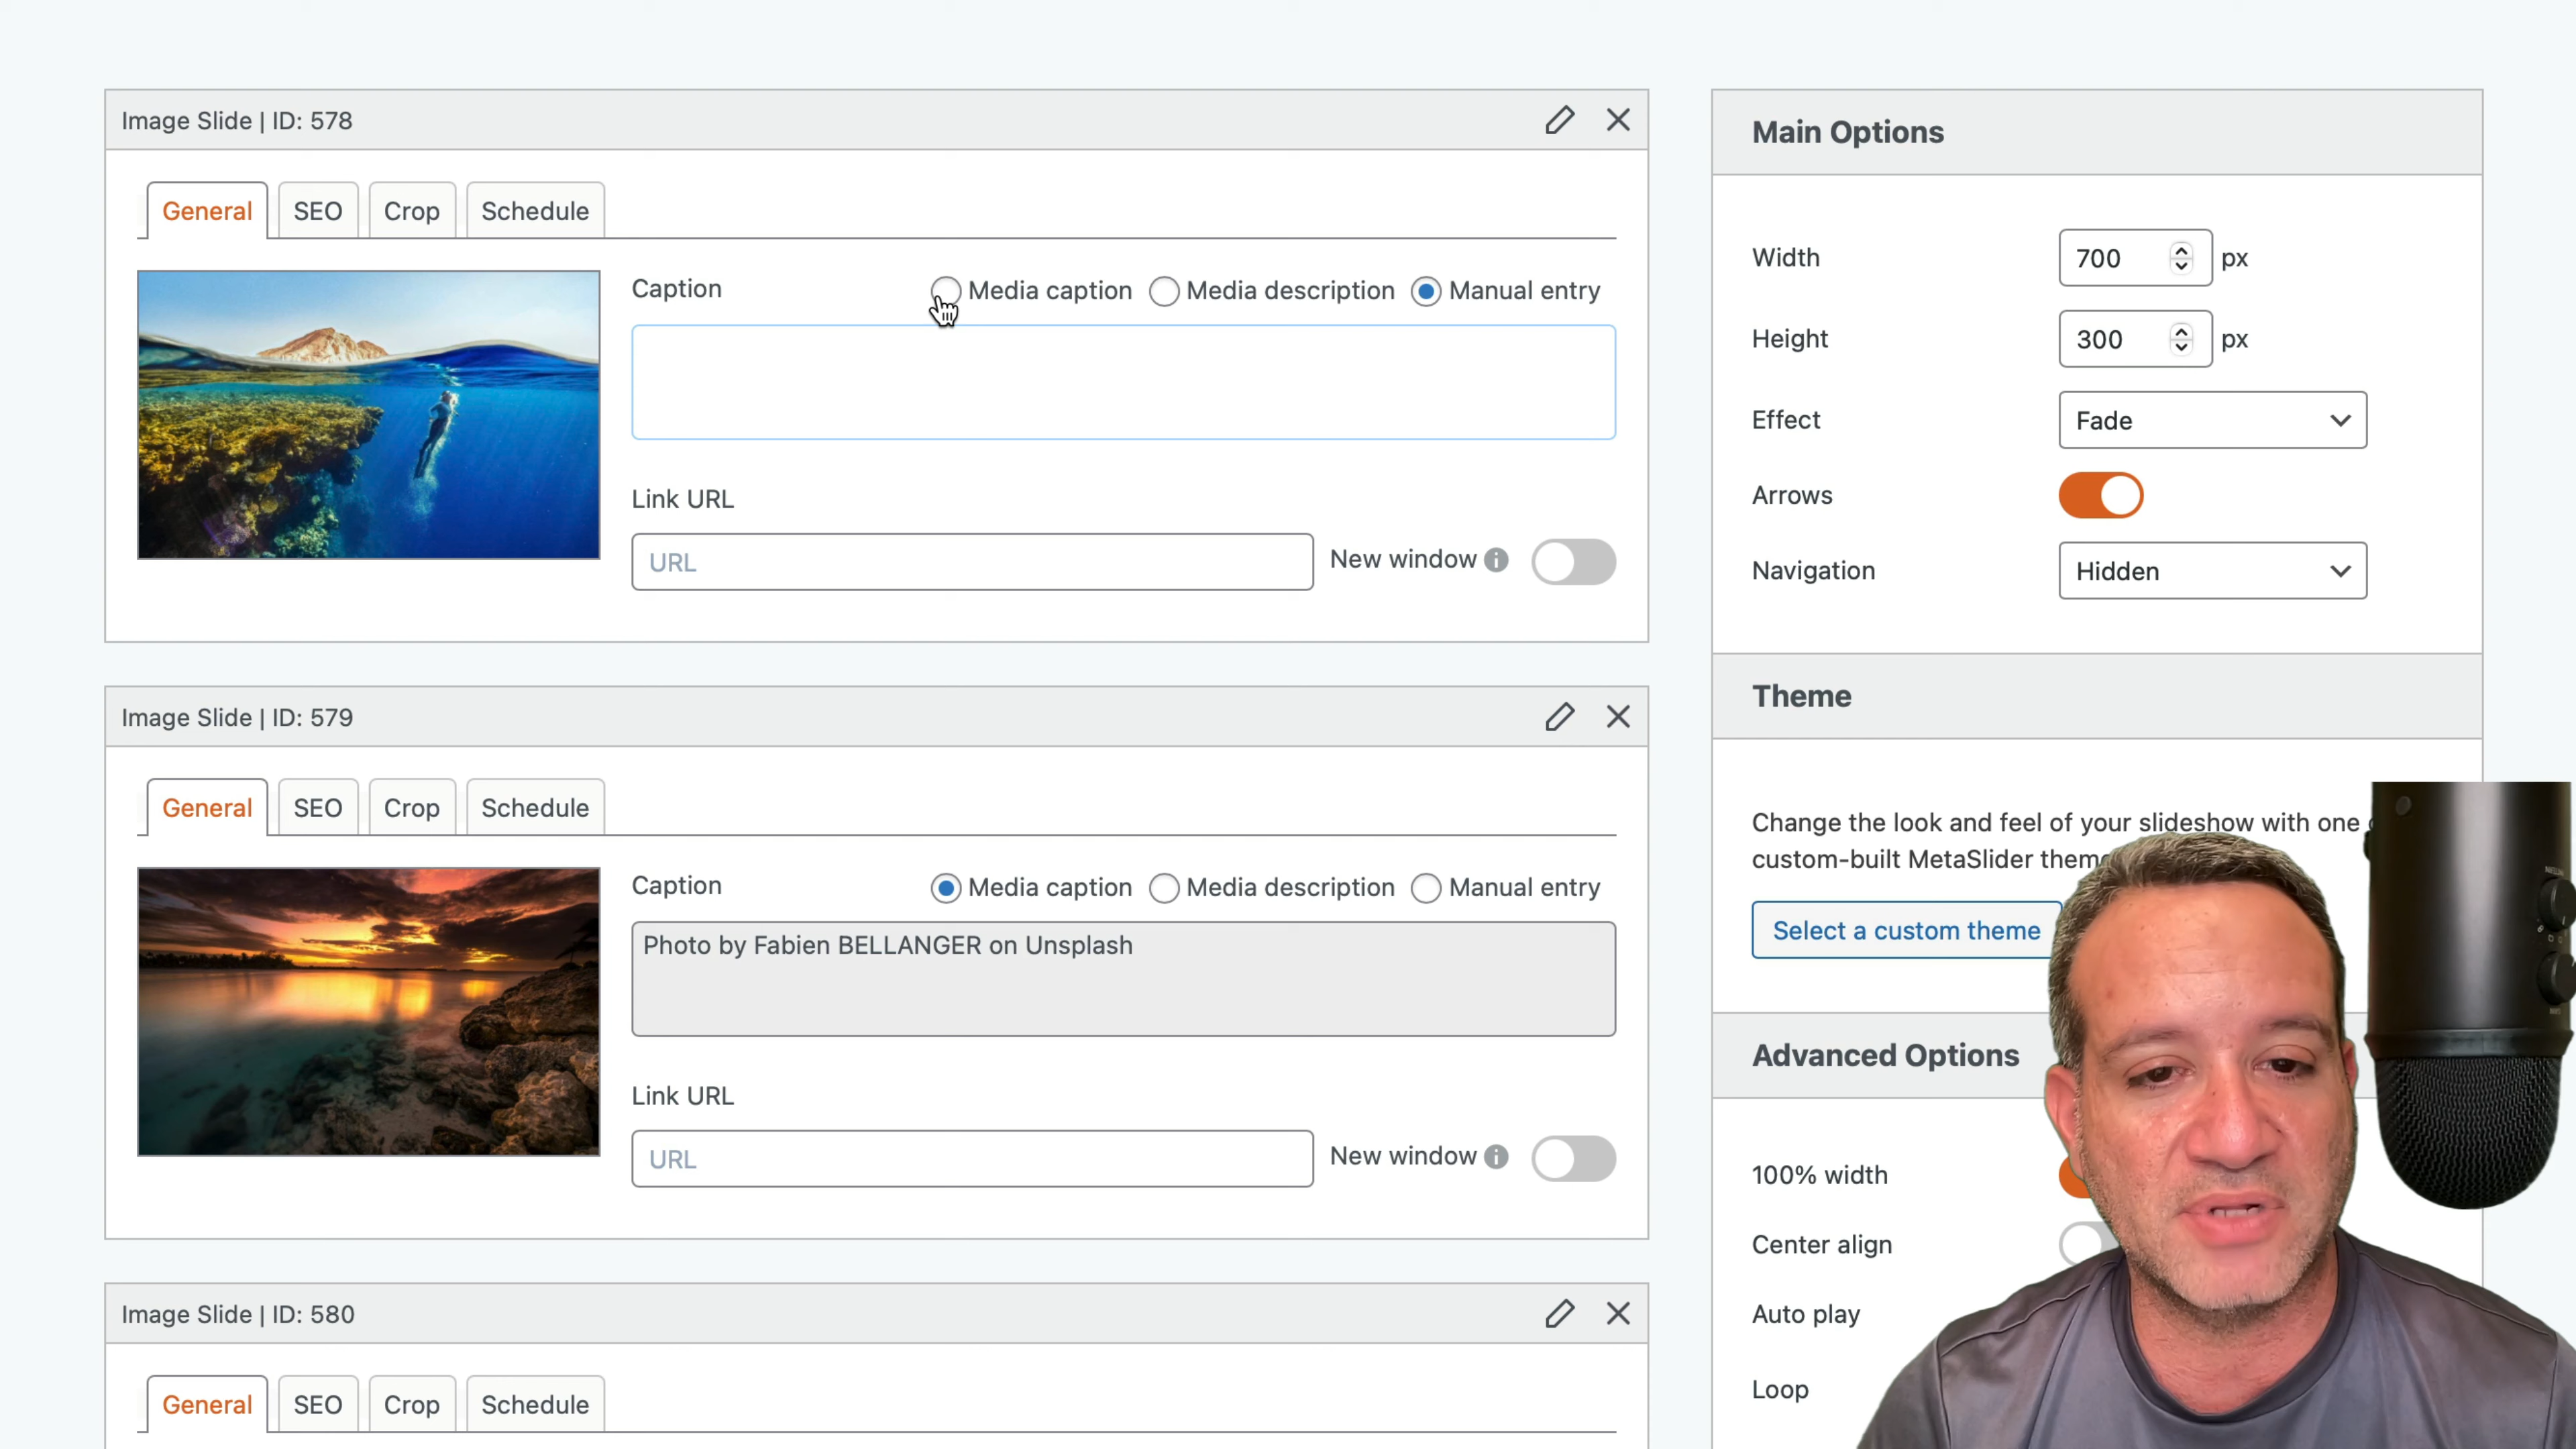 Image Slide | ID: 578
General SEO Crop Schedule
Caption Media caption Media description Manual entry
Link URL
URL New window
Image Slide | ID: 579
General SEO Crop Schedule
Caption Media caption Media description Manual entry
Photo by Fabien BELLANGER on Unsplash
Link URL
URL New window
Image Slide | ID: 580
General SEO Crop Schedule
Main Options
Width 700 px
Height 300 px
Effect Fade
Arrows
Navigation Hidden
Theme
Change the look and feel of your slideshow with one
custom-built MetaSlider
Select a custom theme
Advanced Options
100% width
Center align
Auto play
Loop